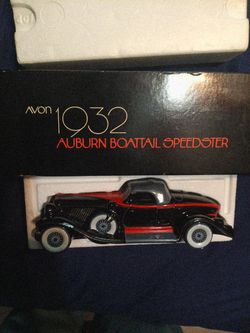 AVON 1932
AUBURN BOATTAIL SPEEDSTER